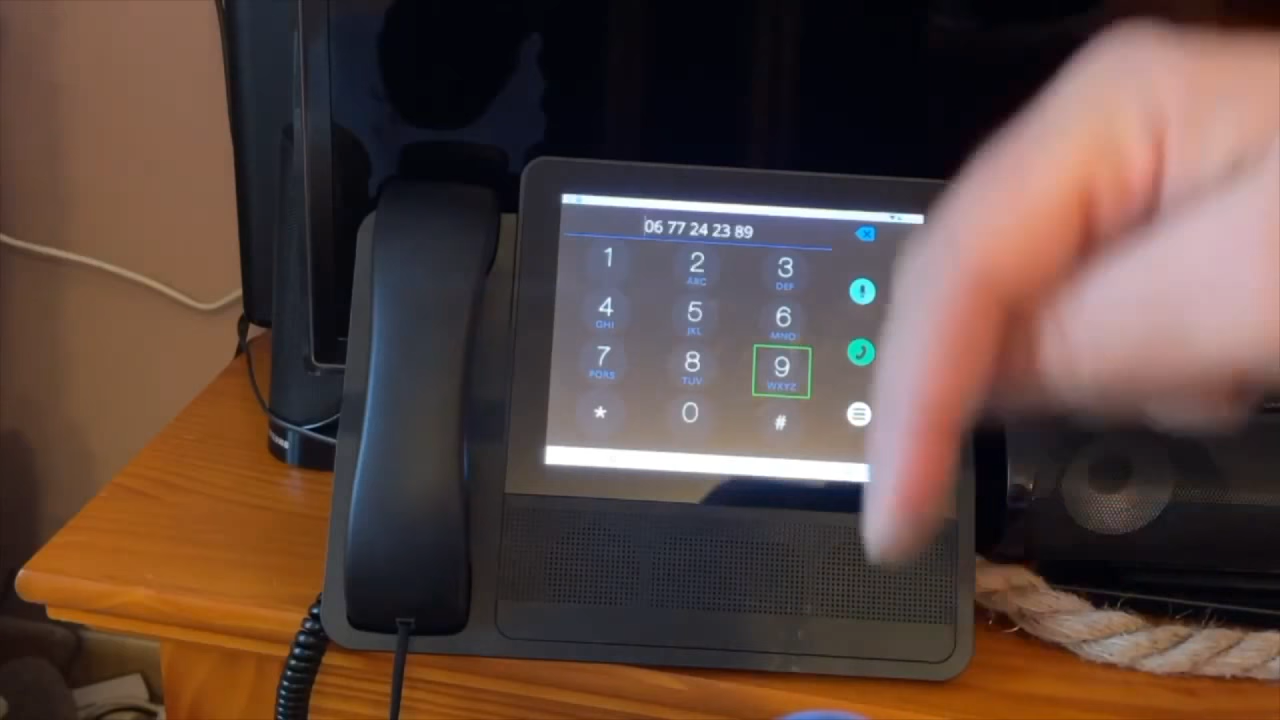 06 77 24 23 89
1 2 3
ABC DEF
4 5 6
GHI JKL MNO
7 8 9
PQRS TUV WXYZ
* 0 #